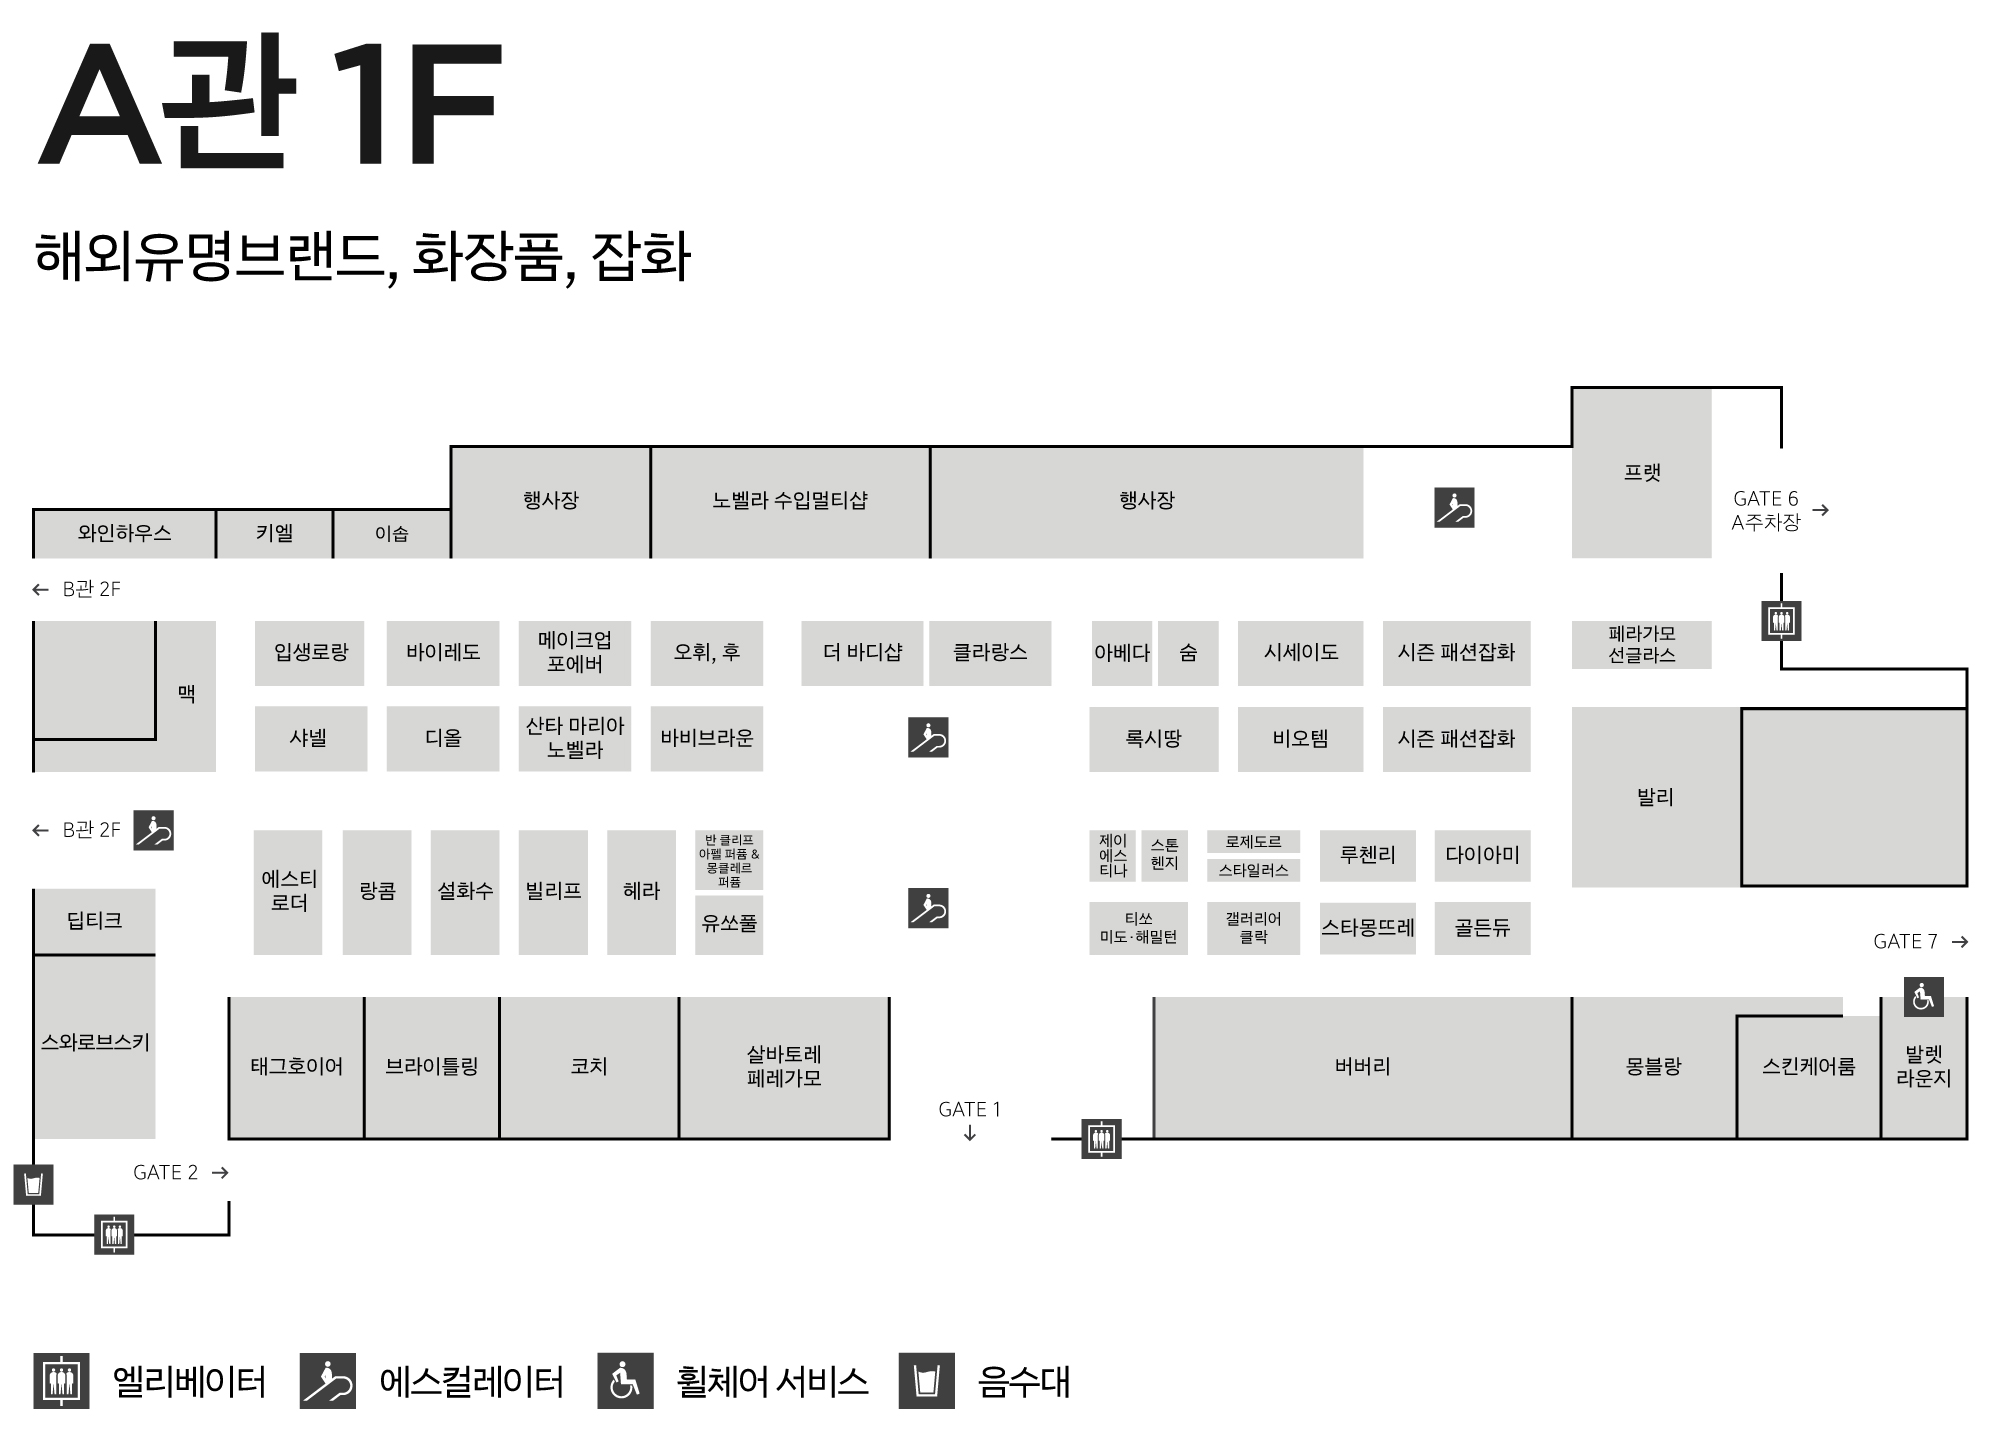 A관 1F
해외유명브랜드, 화장품, 잡화
프랫
행사장
노벨라 수입멀티샵
행사장
GATE 6
A주차장 →
와인하우스
키엘
이솝
← B관 2F
입생로랑
바이레도
메이크업
포에버
오휘, 후
더 바디샵
클라랑스
아베다
숨
시세이도
시즌 패션잡화
페라가모
선글라스
맥
샤넬
디올
산타 마리아
노벨라
바비브라운
록시땅
비오템
시즌 패션잡화
발리
← B관 2F
에스티
로더
랑콤
설화수
빌리프
헤라
반 클리프
아펠 퍼퓸 &
몽클레르
퍼퓸
유쏘풀
제이
에스
티나
스톤
헨지
로제도르
스타일러스
루첸리
다이아미
티쏘
미도·해밀턴
갤러리어
클락
스타몽뜨레
골든듀
딥티크
GATE 7 →
스와로브스키
태그호이어
브라이틀링
코치
살바토레
페레가모
버버리
몽블랑
스킨케어룸
발렛
라운지
GATE 1
↓
GATE 2 →
엘리베이터
에스컬레이터
휠체어 서비스
음수대